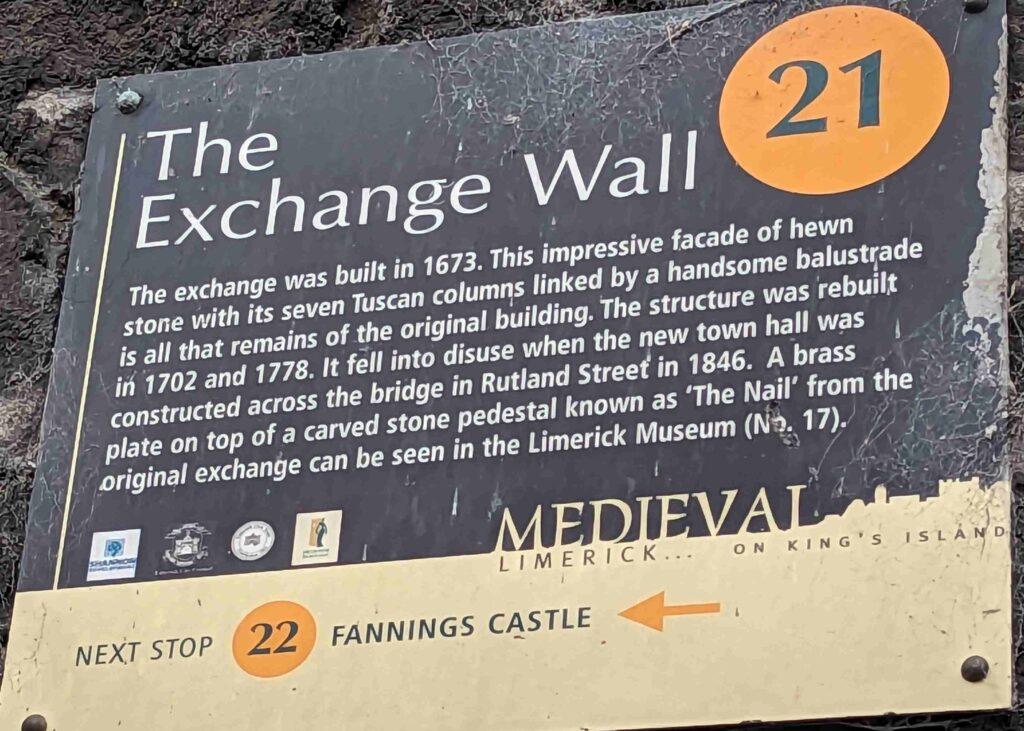 21
The
Exchange Wall
The exchange was built in 1673. This impressive facade of hewn
stone with its seven Tuscan columns linked by a handsome balustrade
is all that remains of the original building. The structure was rebuilt
in 1702 and 1778. It fell into disuse when the new town hall was
constructed across the bridge in Rutland Street in 1846. A brass
plate on top of a carved stone pedestal known as 'The Nail' from the
original exchange can be seen in the Limerick Museum (No. 17).
SHANNON
MEDIEVAL
LIMERICK... ON KING'S ISLAND
NEXT STOP 22 FANNINGS CASTLE